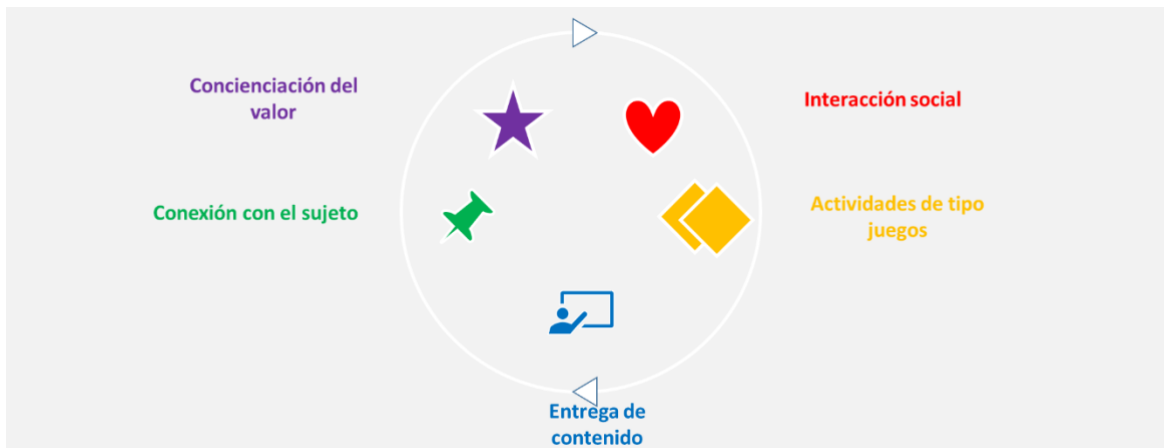 Concienciación del
valor
Interacción social
Conexión con el sujeto
Actividades de tipo
juegos
Entrega de
contenido